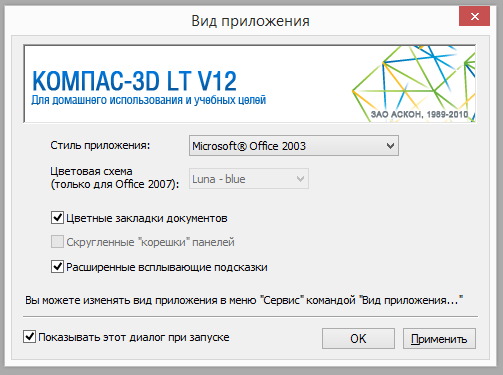 Вид приложения
КОМПАС-3D LT V12
Для домашнего использования и учебных целей
ЗАО АСКОН, 1989-2010
Стиль приложения: Microsoft® Office 2003
Цветовая схема
(только для Office 2007): Luna - blue
Цветные закладки документов
Скругленные "корешки" панелей
Расширенные всплывающие подсказки
Вы можете изменять вид приложения в меню "Сервис" командой "Вид приложения..."
Показывать этот диалог при запуске OK Применить